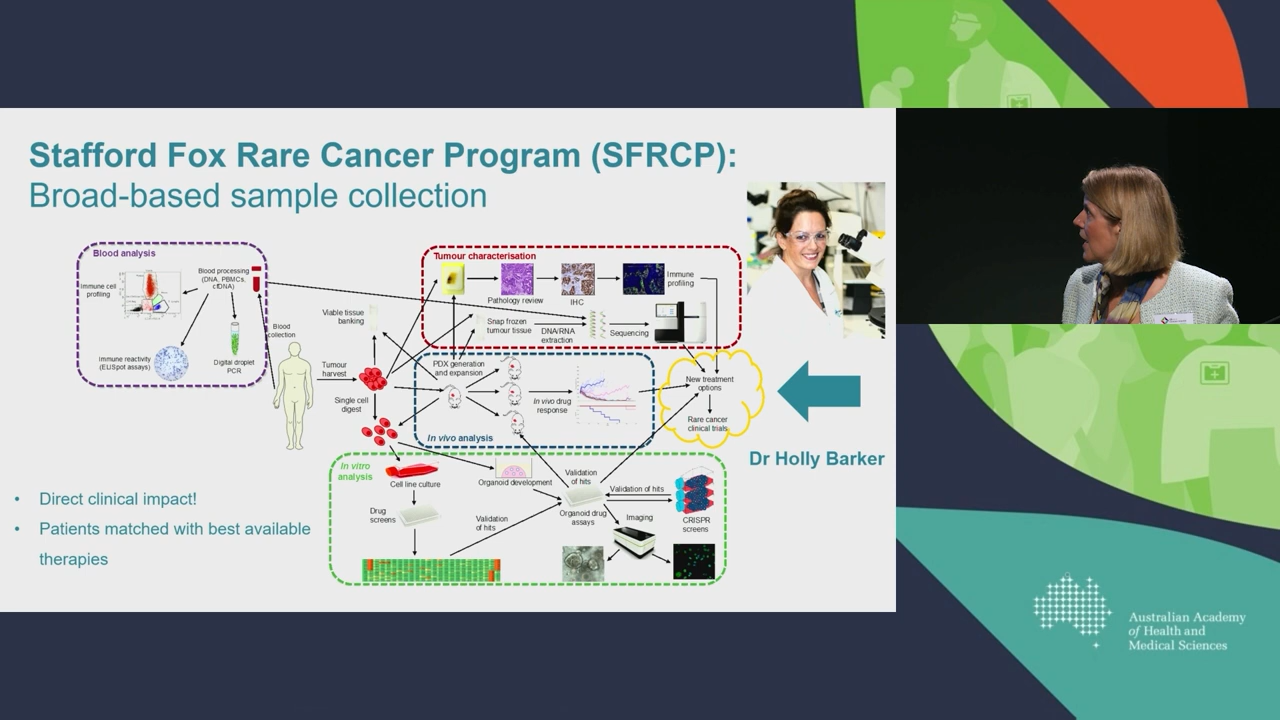 Stafford Fox Rare Cancer Program (SFRCP):
Broad-based sample collection
Blood analysis
Immune cell
profiling
Blood processing
(DNA, PBMCs,
cfDNA)
Immune reactivity
(ELISpot assays)
Digital droplet
PCR
Blood
collection
Tumour
harvest
Viable tissue
banking
Single cell
digest
Tumour characterisation
Pathology review
IHC
Immune
profiling
Snap frozen
tumour tissue
DNA/RNA
extraction
Sequencing
PDX generation
and expansion
In vivo drug
response
In vivo analysis
New treatment
options
Rare cancer
clinical trials
In vitro
analysis
Cell line culture
Organoid development
Drug
screens
Validation
of hits
Validation
of hits
Organoid drug
assays
Validation of hits
CRISPR
screens
Imaging
Dr Holly Barker
• Direct clinical impact!
• Patients matched with best available
therapies
Australian Academy
of Health and
Medical Sciences